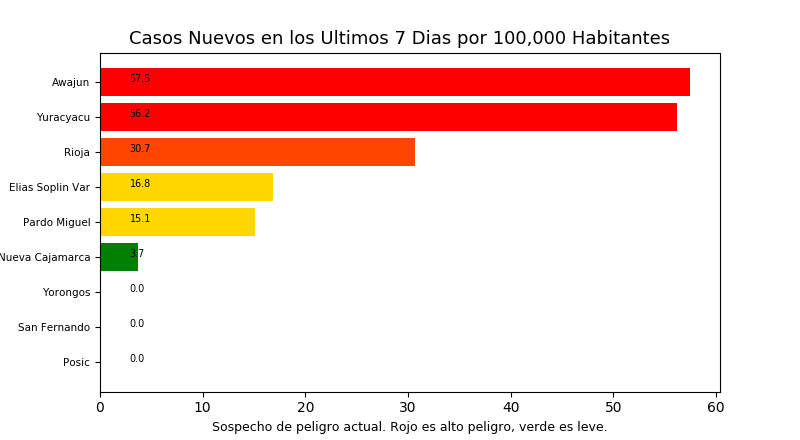 Casos Nuevos en los Ultimos 7 Dias por 100,000 Habitantes
Awajun 57.5
Yuracyacu 56.2
Rioja 30.7
Elias Soplin Var 16.8
Pardo Miguel 15.1
Nueva Cajamarca 3.7
Yorongos 0.0
San Fernando 0.0
Posic 0.0
0 10 20 30 40 50 60
Sospecho de peligro actual. Rojo es alto peligro, verde es leve.